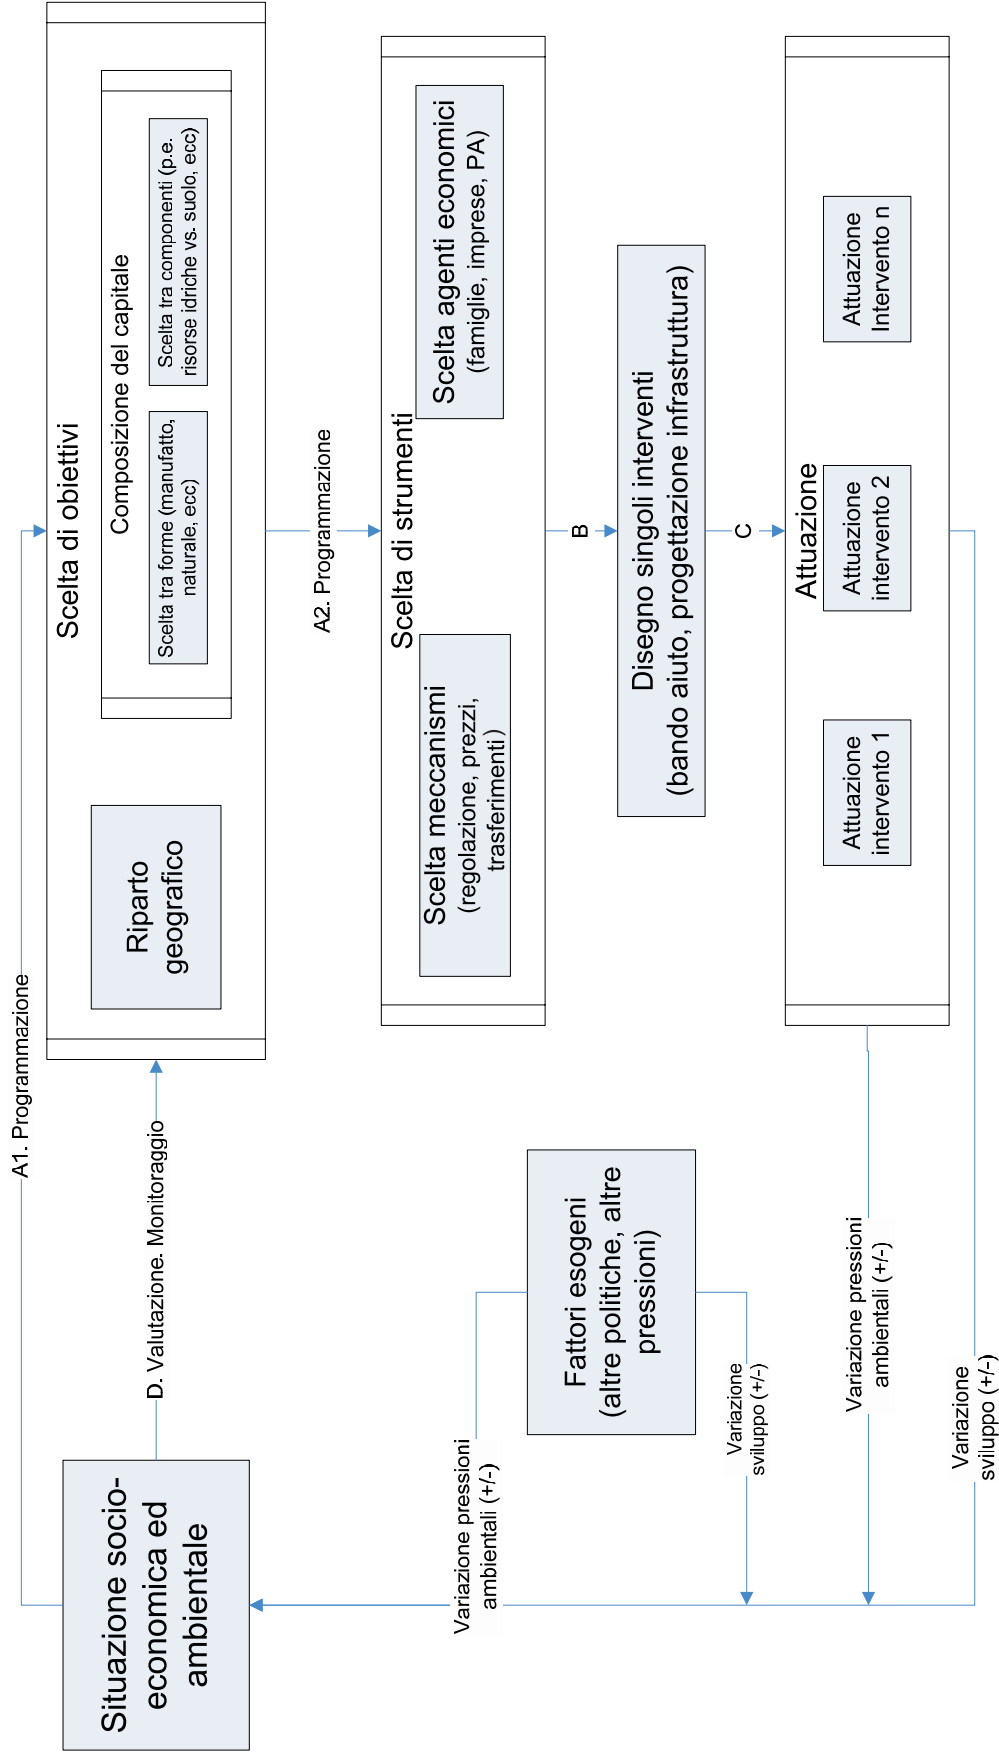 Situazione socio-
economica ed
ambientale
A1. Programmazione
D. Valutazione. Monitoraggio
Scelta di obiettivi
Riparto
geografico
Composizione del capitale
Scelta tra forme (manufatto,
naturale, ecc)
Scelta tra componenti (p.e.
risorse idriche vs. suolo, ecc)
A2. Programmazione
Scelta di strumenti
Scelta meccanismi
(regolazione, prezzi,
trasferimenti)
Scelta agenti economici
(famiglie, imprese, PA)
B
Disegno singoli interventi
(bando aiuto, progettazione infrastruttura)
C
Attuazione
Attuazione
intervento 1
Attuazione
intervento 2
Attuazione
Intervento n
Fattori esogeni
(altre politiche, altre
pressioni)
Variazione pressioni
ambientali (+/-)
Variazione
sviluppo (+/-)
Variazione pressioni
ambientali (+/-)
Variazione
sviluppo (+/-)